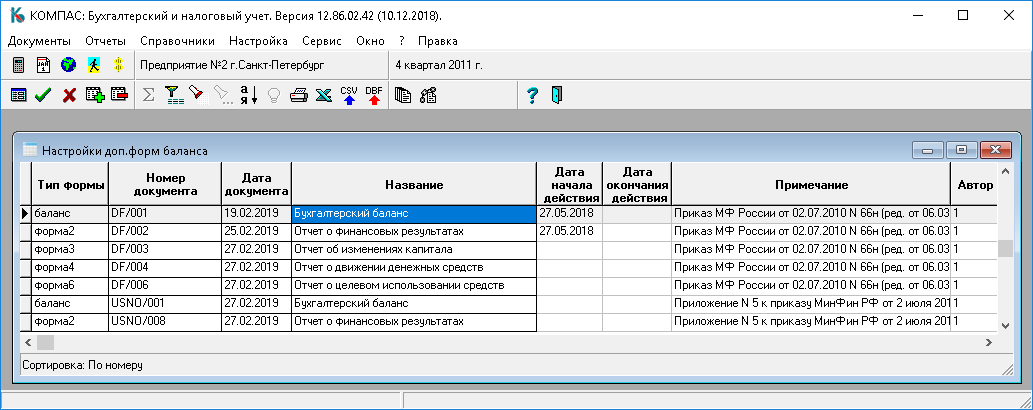 КОМПАС: Бухгалтерский и налоговый учет. Версия 12.86.02.42 (10.12.2018).
Документы Отчеты Справочники Настройка Сервис Окно ? Правка
Предприятие №2 г.Санкт-Петербург 4 квартал 2011 г.
CSV DBF
Настройки доп.форм баланса
Тип формы Номер документа Дата документа Название Дата начала действия Дата окончания действия Примечание Автор
баланс DF/001 19.02.2019 Бухгалтерский баланс 27.05.2018 Приказ МФ России от 02.07.2010 N 66н (ред. от 06.03 1
форма2 DF/002 25.02.2019 Отчет о финансовых результатах 27.05.2018 Приказ МФ России от 02.07.2010 N 66н (ред. от 06.03 1
форма3 DF/003 27.02.2019 Отчет об изменениях капитала Приказ МФ России от 02.07.2010 N 66н (ред. от 06.03 1
форма4 DF/004 27.02.2019 Отчет о движении денежных средств Приказ МФ России от 02.07.2010 N 66н (ред. от 06.03 1
форма6 DF/006 27.02.2019 Отчет о целевом использовании средств Приказ МФ России от 02.07.2010 N 66н (ред. от 06.03 1
баланс USNO/001 27.02.2019 Бухгалтерский баланс Приложение N 5 к приказу МинФин РФ от 2 июля 201 1
форма2 USNO/008 27.02.2019 Отчет о финансовых результатах Приложение N 5 к приказу МинФин РФ от 2 июля 201 1
Сортировка: По номеру